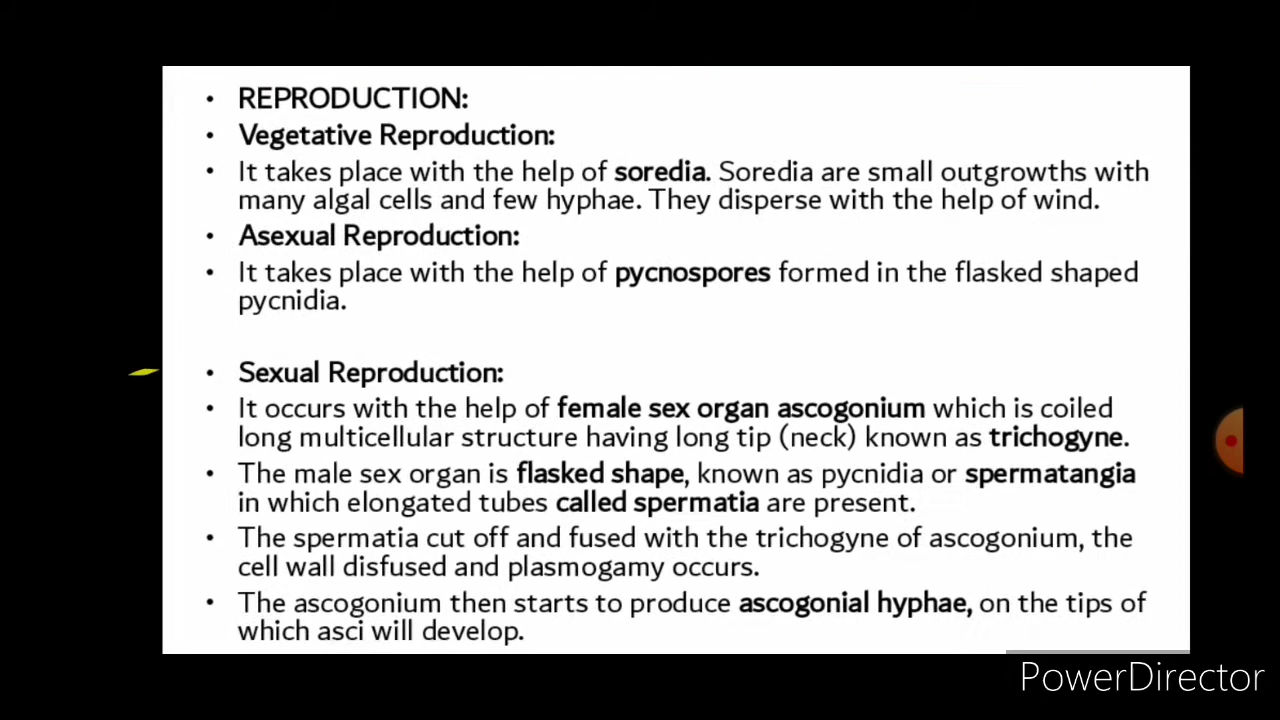 • REPRODUCTION:
• Vegetative Reproduction:
• It takes place with the help of soredia. Soredia are small outgrowths with
many algal cells and few hyphae. They disperse with the help of wind.
• Asexual Reproduction:
• It takes place with the help of pycnospores formed in the flasked shaped
pycnidia.
• Sexual Reproduction:
• It occurs with the help of female sex organ ascogonium which is coiled
long multicellular structure having long tip (neck) known as trichogyne.
• The male sex organ is flasked shape, known as pycnidia or spermatangia
in which elongated tubes called spermatia are present.
• The spermatia cut off and fused with the trichogyne of ascogonium, the
cell wall disfused and plasmogamy occurs.
• The ascogonium then starts to produce ascogonial hyphae, on the tips of
which asci will develop.
PowerDirector